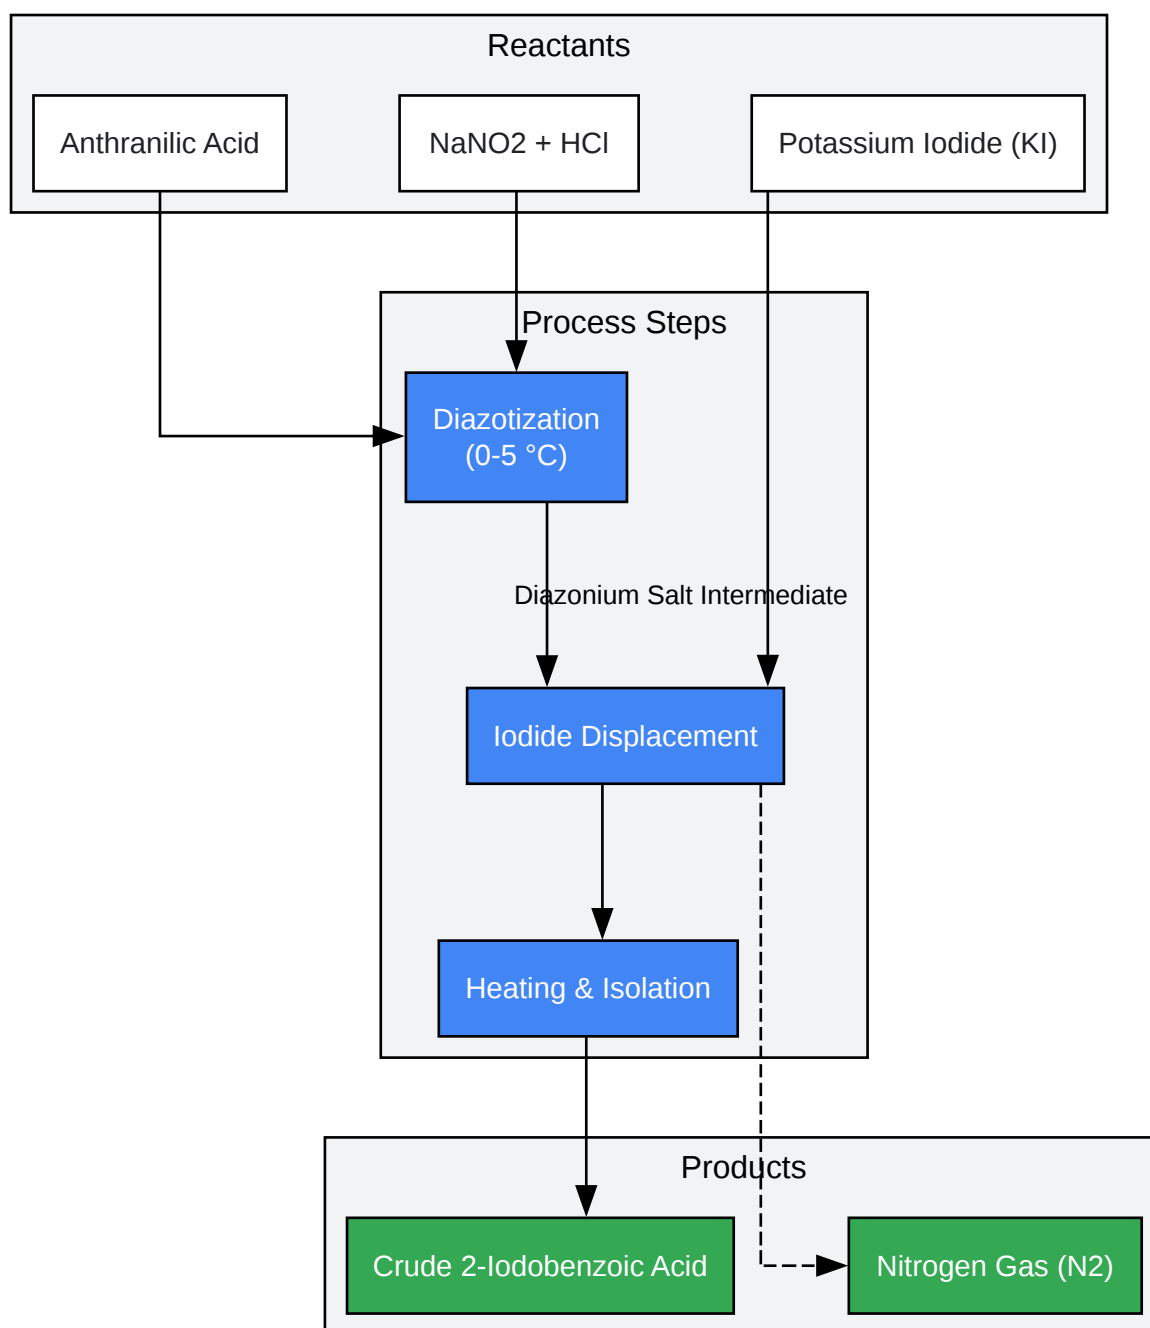 Reactants
Anthranilic Acid
NaNO2 + HCl
Potassium Iodide (KI)
Process Steps
Diazotization
(0-5 °C)
Diazonium Salt Intermediate
Iodide Displacement
Heating & Isolation
Products
Crude 2-Iodobenzoic Acid
Nitrogen Gas (N2)